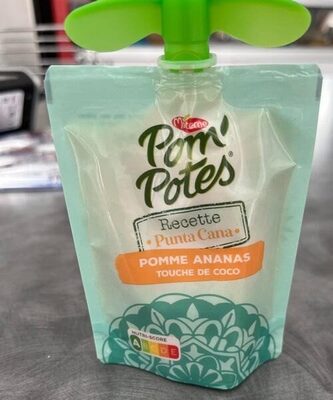 Materne
Pom'
Potes®
Recette
• Punta Cana •
POMME ANANAS
TOUCHE DE COCO
NUTRI-SCORE
A B C D E